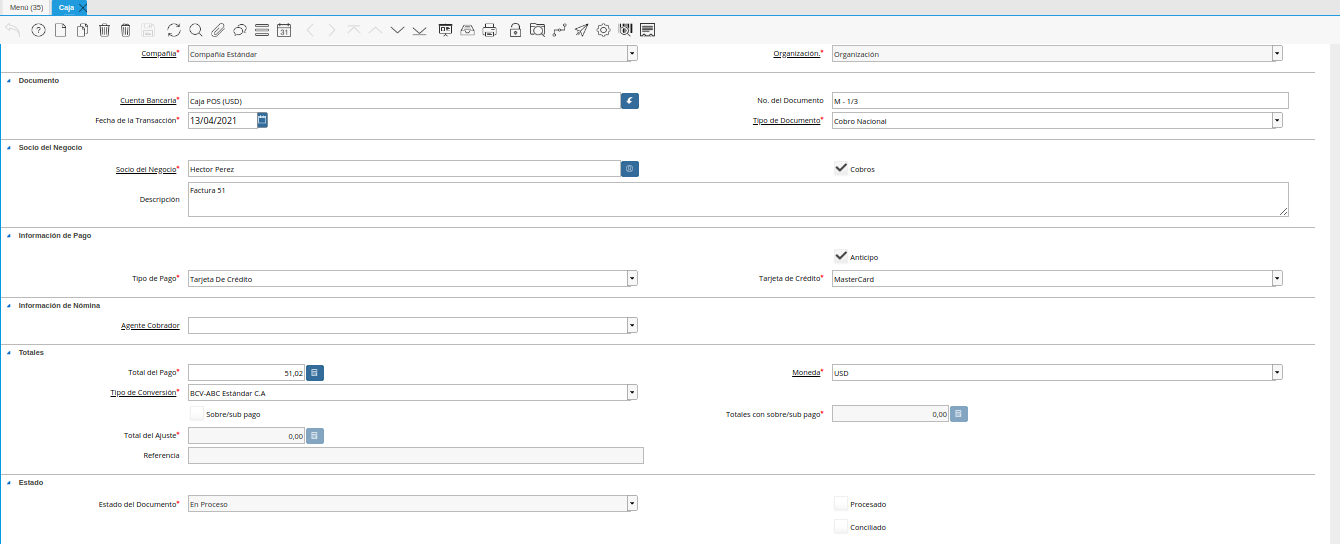 Menú (35) Caja
31
Compañía* Compañía Estándar Organización.* Organización
Documento
Cuenta Bancaria* Caja POS (USD) No. del Documento M - 1/3
Fecha de la Transacción* 13/04/2021 Tipo de Documento* Cobro Nacional
Socio del Negocio
Socio del Negocio* Hector Perez Cobros
Descripción Factura 51
Información de Pago
Anticipo
Tipo de Pago* Tarjeta De Crédito Tarjeta de Crédito* MasterCard
Información de Nómina
Agente Cobrador
Totales
Total del Pago* 51,02 Moneda* USD
Tipo de Conversión* BCV-ABC Estándar C.A
Sobre/sub pago Totales con sobre/sub pago* 0,00
Total del Ajuste* 0,00
Referencia
Estado
Estado del Documento* En Proceso Procesado
Conciliado